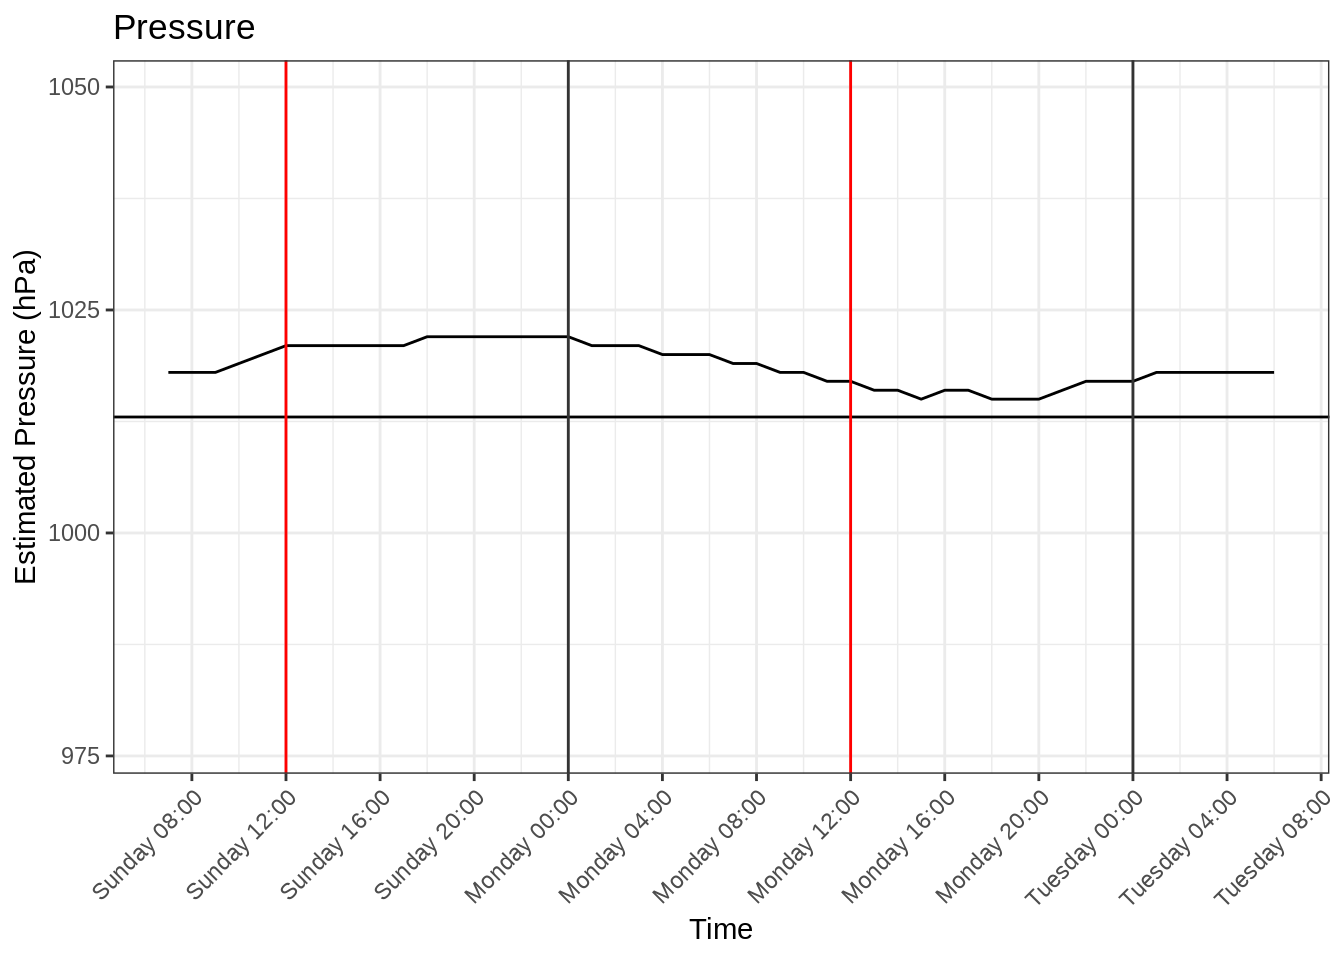 Pressure
Estimated Pressure (hPa)
1050
1025
1000
975
Sunday 08:00
Sunday 12:00
Sunday 16:00
Sunday 20:00
Monday 00:00
Monday 04:00
Monday 08:00
Monday 12:00
Monday 16:00
Monday 20:00
Tuesday 00:00
Tuesday 04:00
Tuesday 08:00
Time